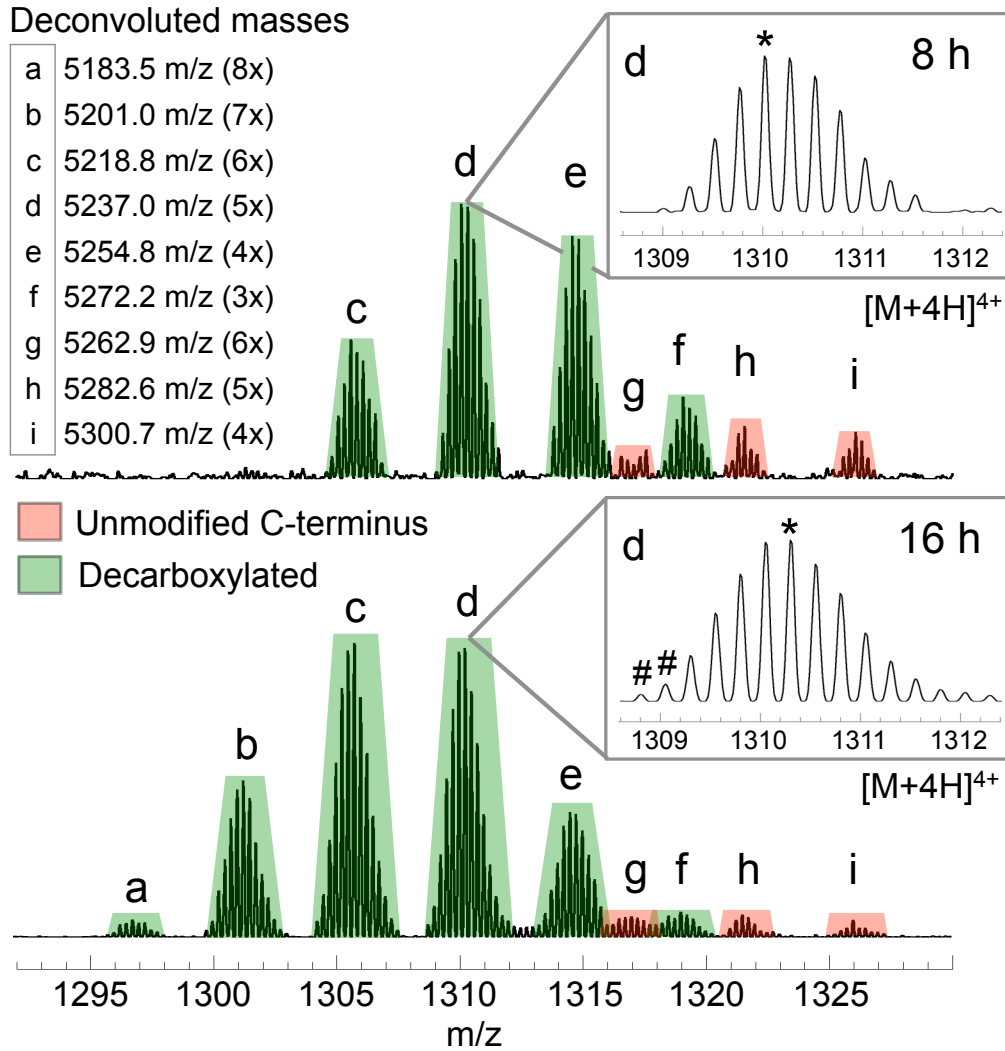 Deconvoluted masses
a 5183.5 m/z (8x)
b 5201.0 m/z (7x)
c 5218.8 m/z (6x)
d 5237.0 m/z (5x)
e 5254.8 m/z (4x)
f 5272.2 m/z (3x)
g 5262.9 m/z (6x)
h 5282.6 m/z (5x)
i 5300.7 m/z (4x)
d * 8 h
1309 1310 1311 1312
[M+4H]4+
c d e g f h i
Unmodified C-terminus
Decarboxylated
d * 16 h
# #
1309 1310 1311 1312
[M+4H]4+
a b c d e g f h i
1295 1300 1305 1310 1315 1320 1325
m/z